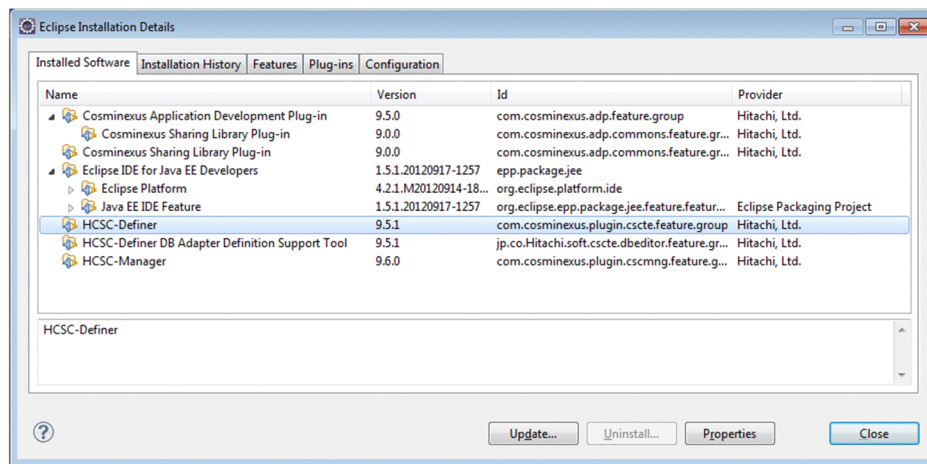 Eclipse Installation Details
Installed Software Installation History Features Plug-ins Configuration
Name Version Id Provider
Cosminexus Application Development Plug-in 9.5.0 com.cosminexus.adp.feature.group Hitachi, Ltd.
Cosminexus Sharing Library Plug-in 9.0.0 com.cosminexus.adp.commons.feature.gr... Hitachi, Ltd.
Cosminexus Sharing Library Plug-in 9.0.0 com.cosminexus.adp.commons.feature.gr... Hitachi, Ltd.
Eclipse IDE for Java EE Developers 1.5.1.20120917-1257 epp.package.jee
Eclipse Platform 4.2.1.M20120914-18... org.eclipse.platform.ide
Java EE IDE Feature 1.5.1.20120917-1257 org.eclipse.epp.package.jee.feature.featur... Eclipse Packaging Project
HCSC-Definer 9.5.1 com.cosminexus.plugin.cscte.feature.group Hitachi, Ltd.
HCSC-Definer DB Adapter Definition Support Tool 9.5.1 jp.co.Hitachi.soft.cscte.dbeditor.feature.gr... Hitachi, Ltd.
HCSC-Manager 9.6.0 com.cosminexus.plugin.cscmng.feature.g... Hitachi, Ltd.
HCSC-Definer
? Update... Uninstall... Properties Close